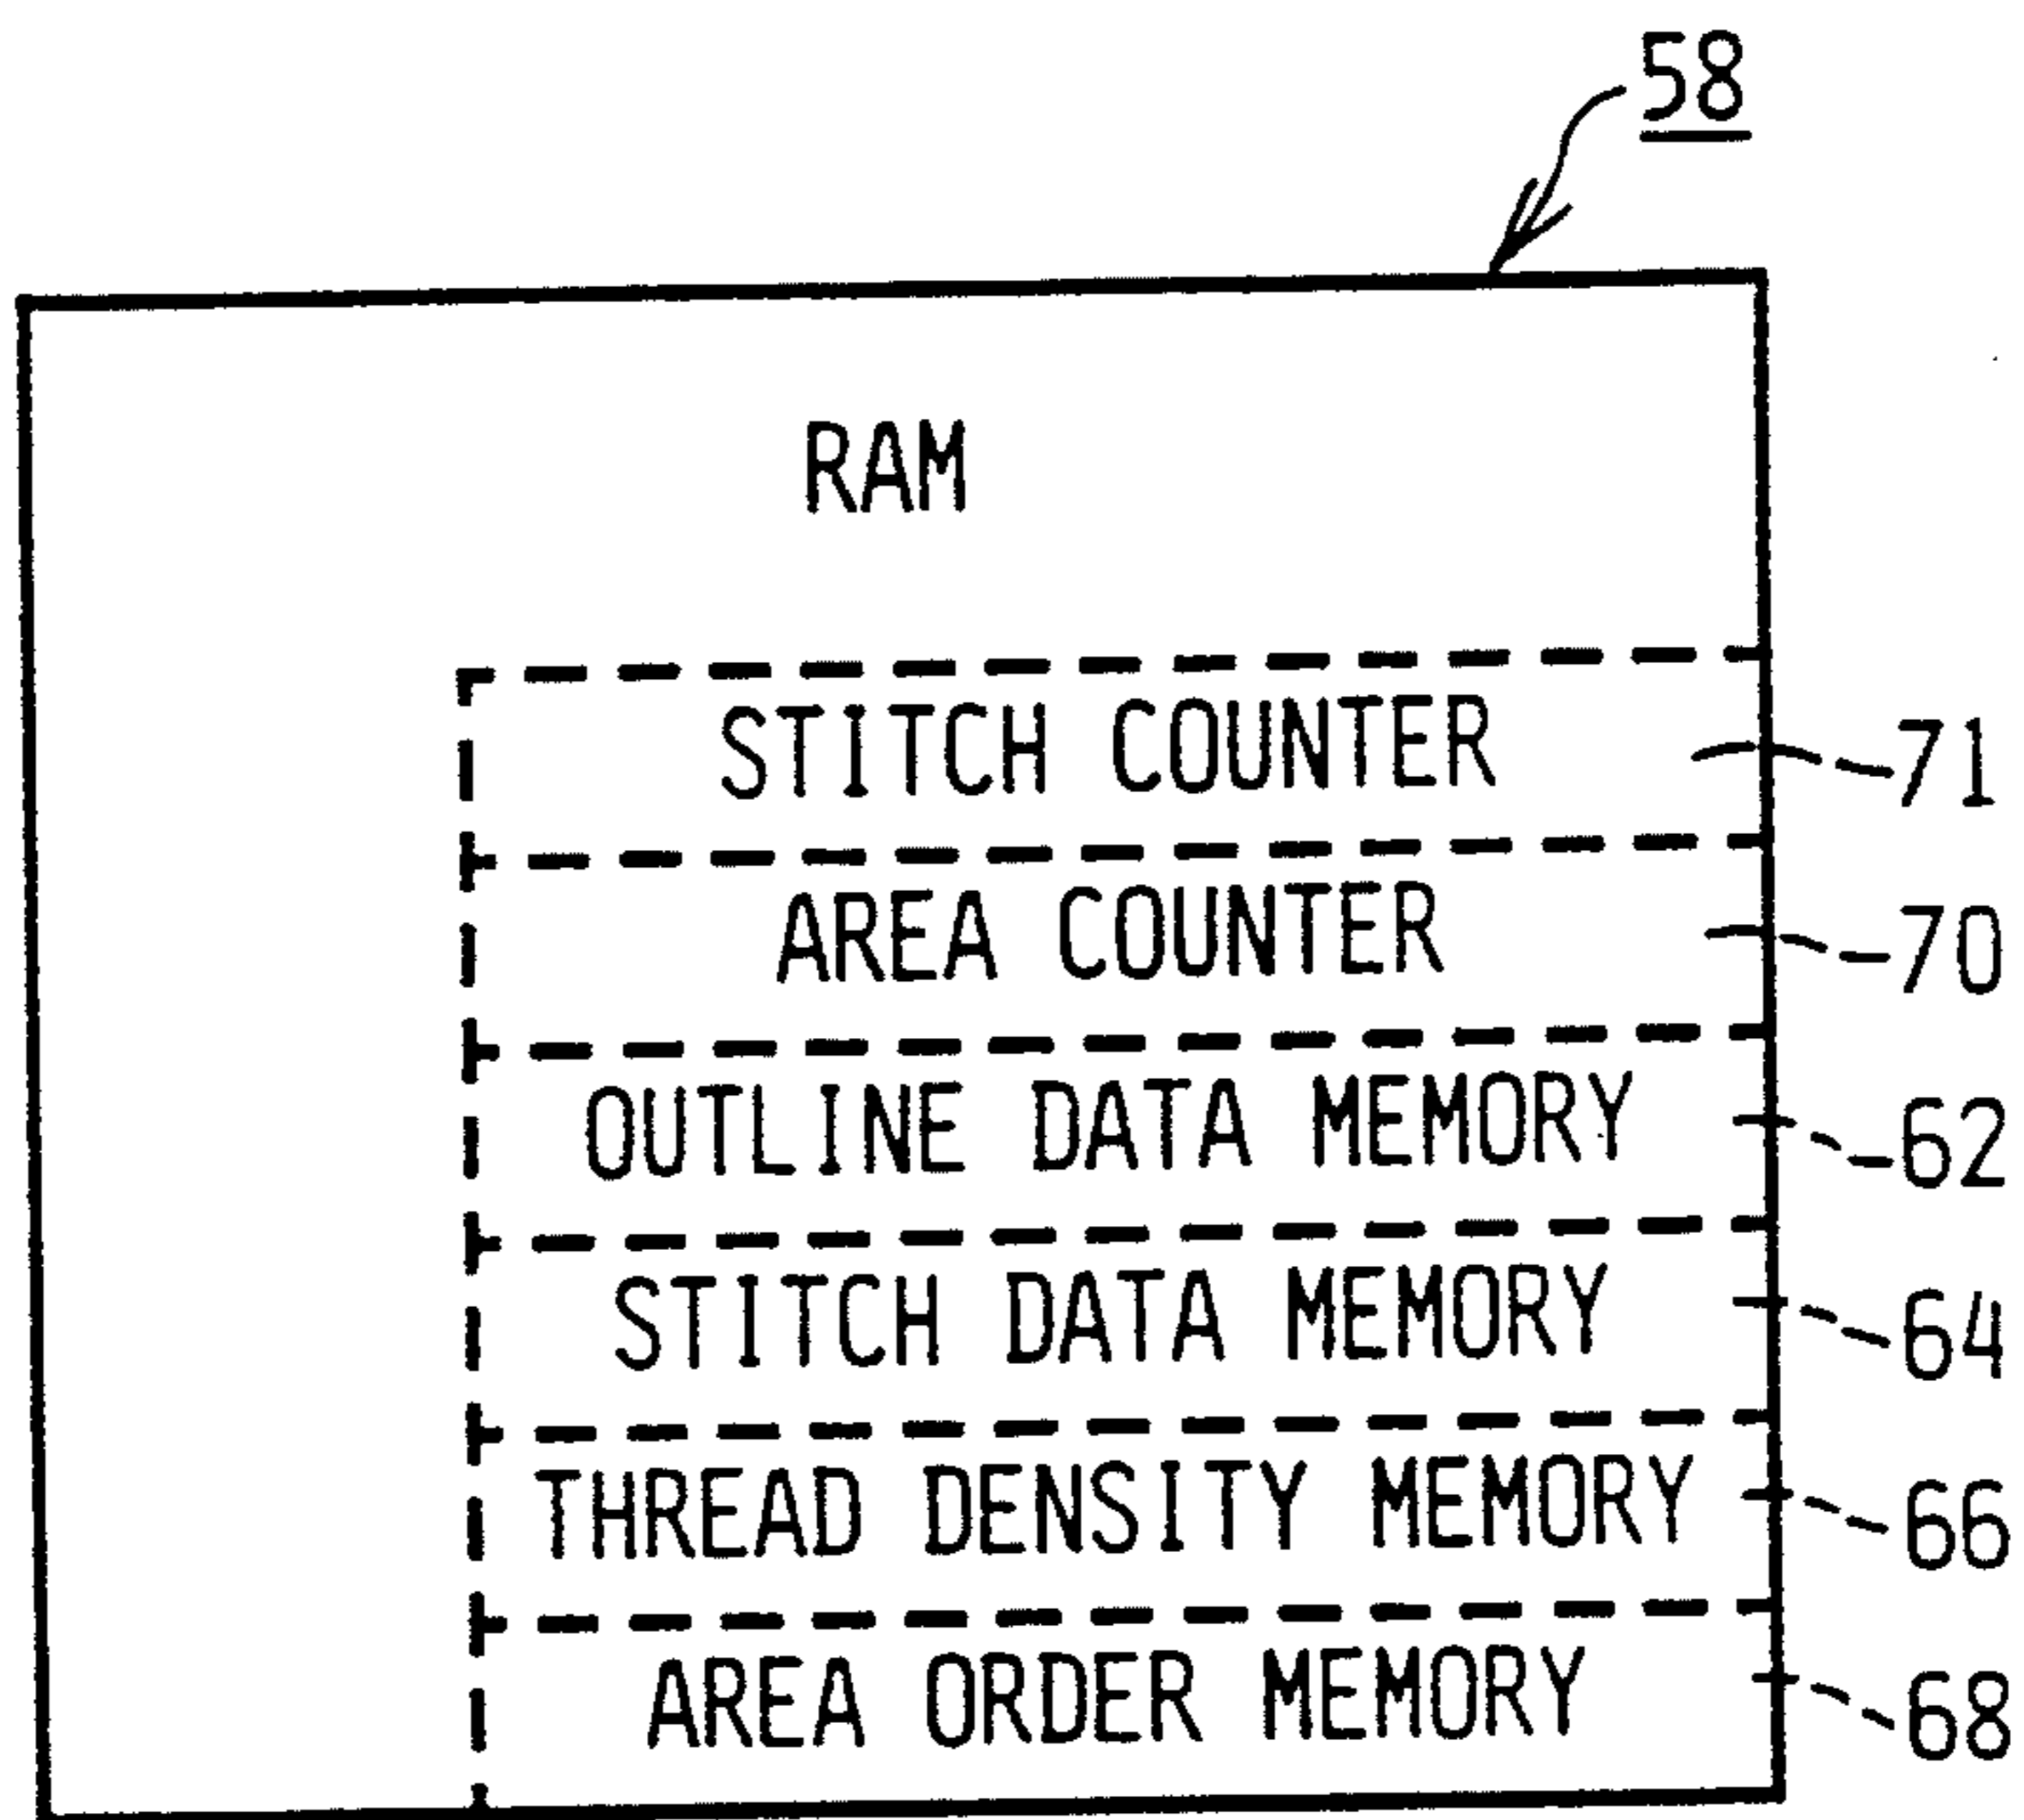 58
RAM
STITCH COUNTER 71
AREA COUNTER 70
OUTLINE DATA MEMORY 62
STITCH DATA MEMORY 64
THREAD DENSITY MEMORY 66
AREA ORDER MEMORY 68